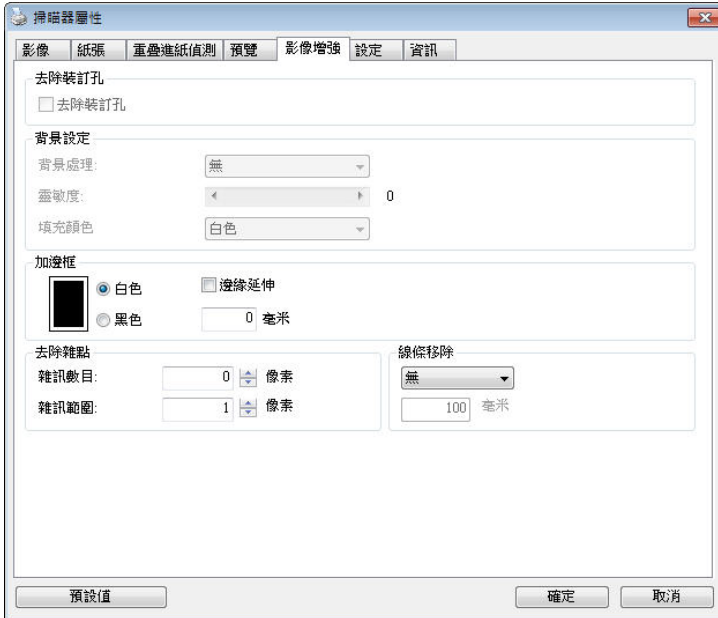 掃瞄器屬性
影像 紙張 重疊進紙偵測 預覽 影像增強 設定 資訊
去除裝訂孔
去除裝訂孔
背景設定
背景處理: 無
靈敏度: 0
填充顏色 白色
加邊框
白色 邊緣延伸
黑色 0 毫米
去除雜點 線條移除
雜訊數目: 0 像素 無
雜訊範圍: 1 像素 100 毫米
預設值 確定 取消